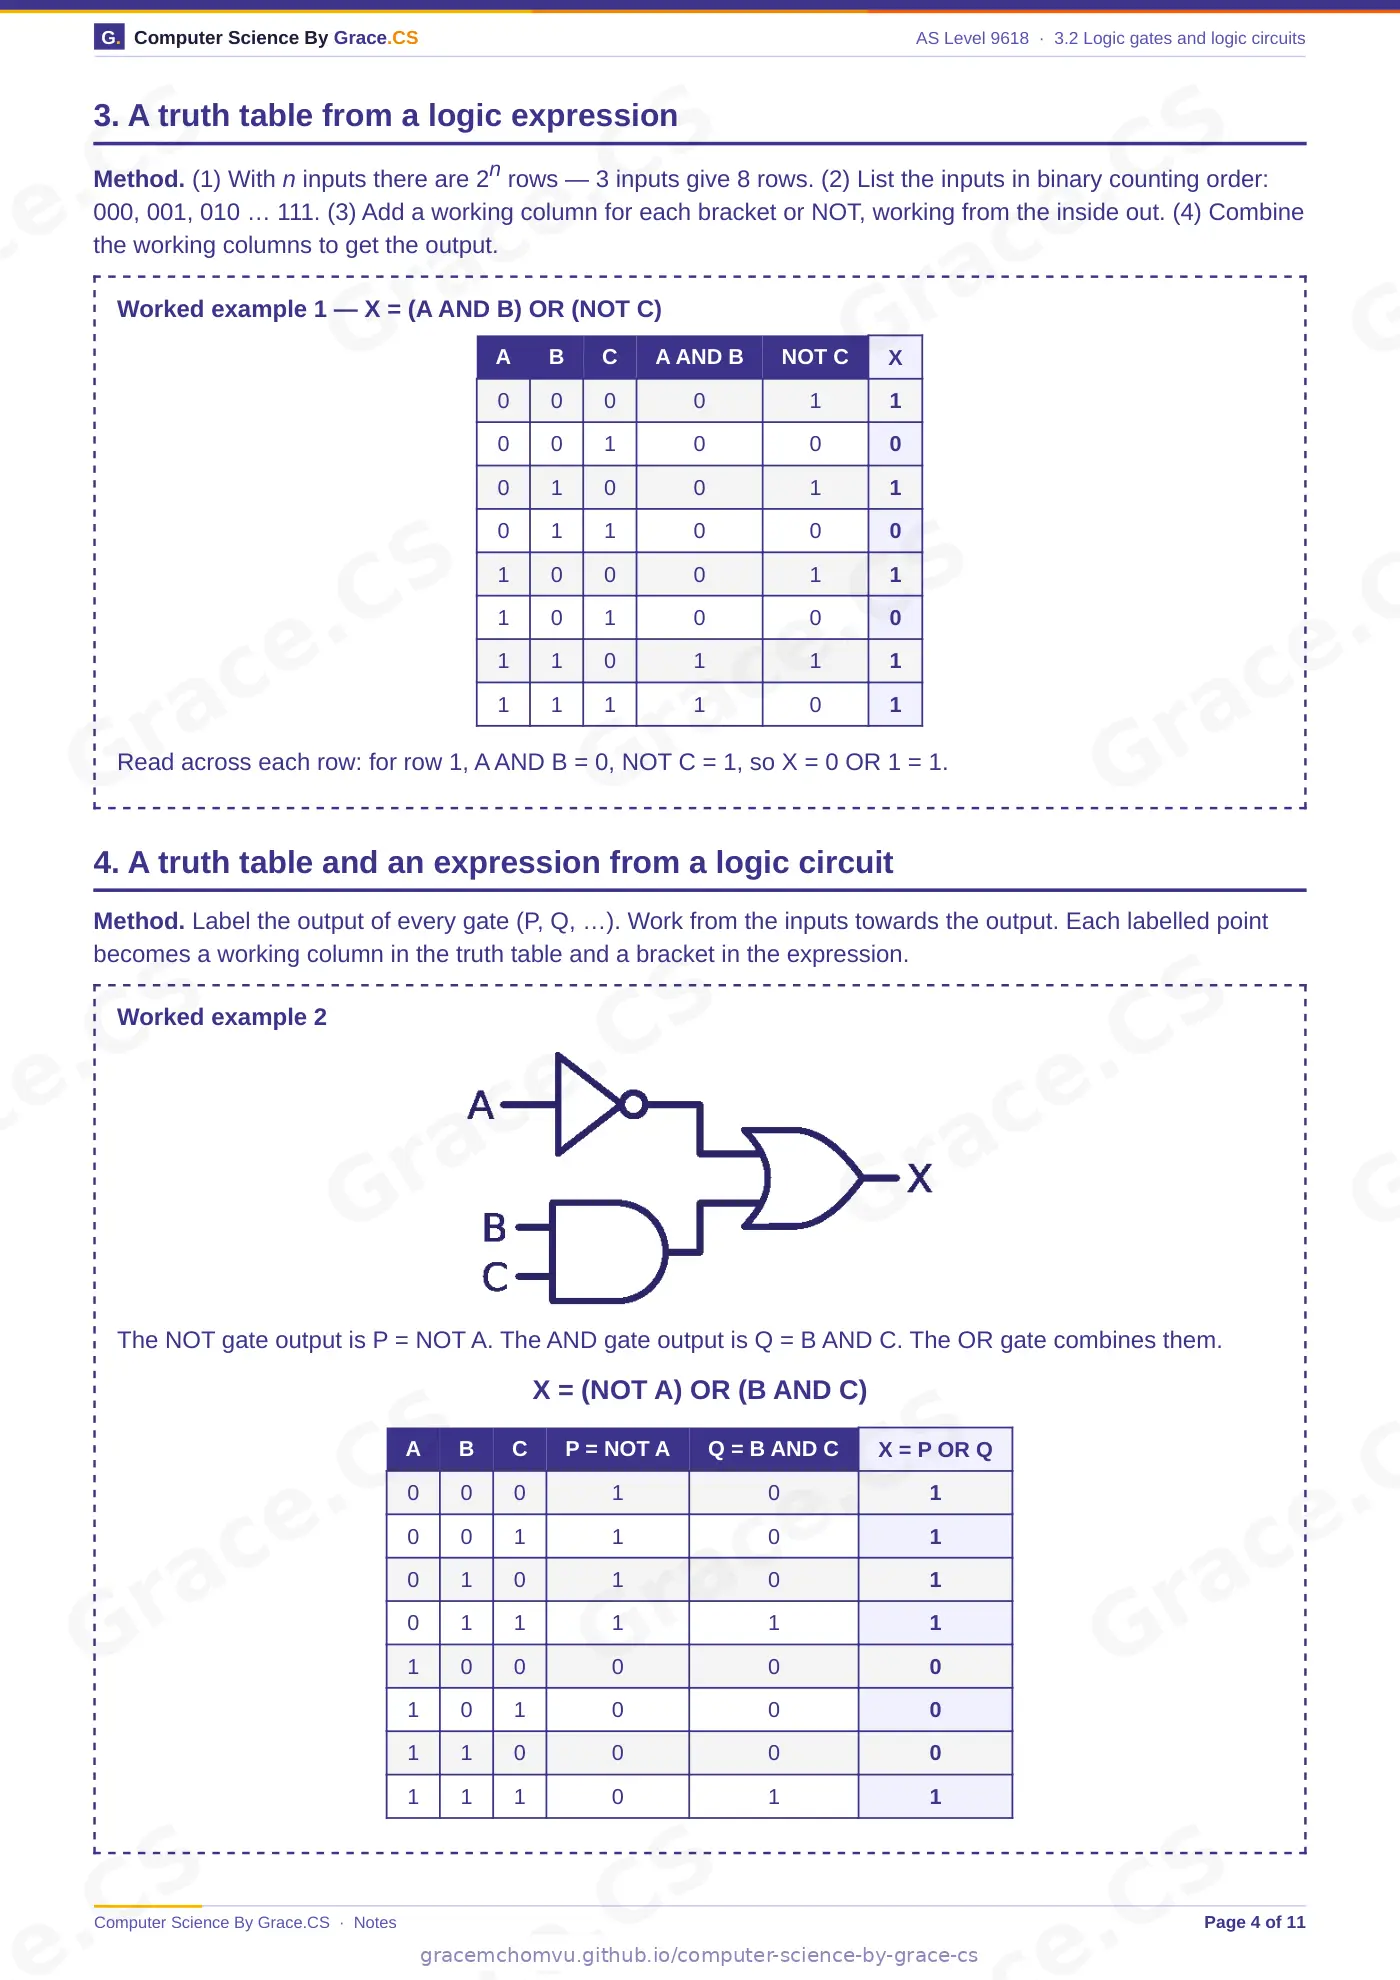 G. Computer Science By Grace.CS
AS Level 9618 · 3.2 Logic gates and logic circuits
3. A truth table from a logic expression
Method. (1) With n inputs there are 2^n rows — 3 inputs give 8 rows. (2) List the inputs in binary counting order:
000, 001, 010 … 111. (3) Add a working column for each bracket or NOT, working from the inside out. (4) Combine
the working columns to get the output.
Worked example 1 — X = (A AND B) OR (NOT C)
A B C A AND B NOT C X
0 0 0 0 1 1
0 0 1 0 0 0
0 1 0 0 1 1
0 1 1 0 0 0
1 0 0 0 1 1
1 0 1 0 0 0
1 1 0 1 1 1
1 1 1 1 0 1
Read across each row: for row 1, A AND B = 0, NOT C = 1, so X = 0 OR 1 = 1.
4. A truth table and an expression from a logic circuit
Method. Label the output of every gate (P, Q, …). Work from the inputs towards the output. Each labelled point
becomes a working column in the truth table and a bracket in the expression.
Worked example 2
A
X
B
C
The NOT gate output is P = NOT A. The AND gate output is Q = B AND C. The OR gate combines them.
X = (NOT A) OR (B AND C)
A B C P = NOT A Q = B AND C X = P OR Q
0 0 0 1 0 1
0 0 1 1 0 1
0 1 0 1 0 1
0 1 1 1 1 1
1 0 0 0 0 0
1 0 1 0 0 0
1 1 0 0 0 0
1 1 1 0 1 1
Computer Science By Grace.CS · Notes
Page 4 of 11
gracemchomvu.github.io/computer-science-by-grace-cs